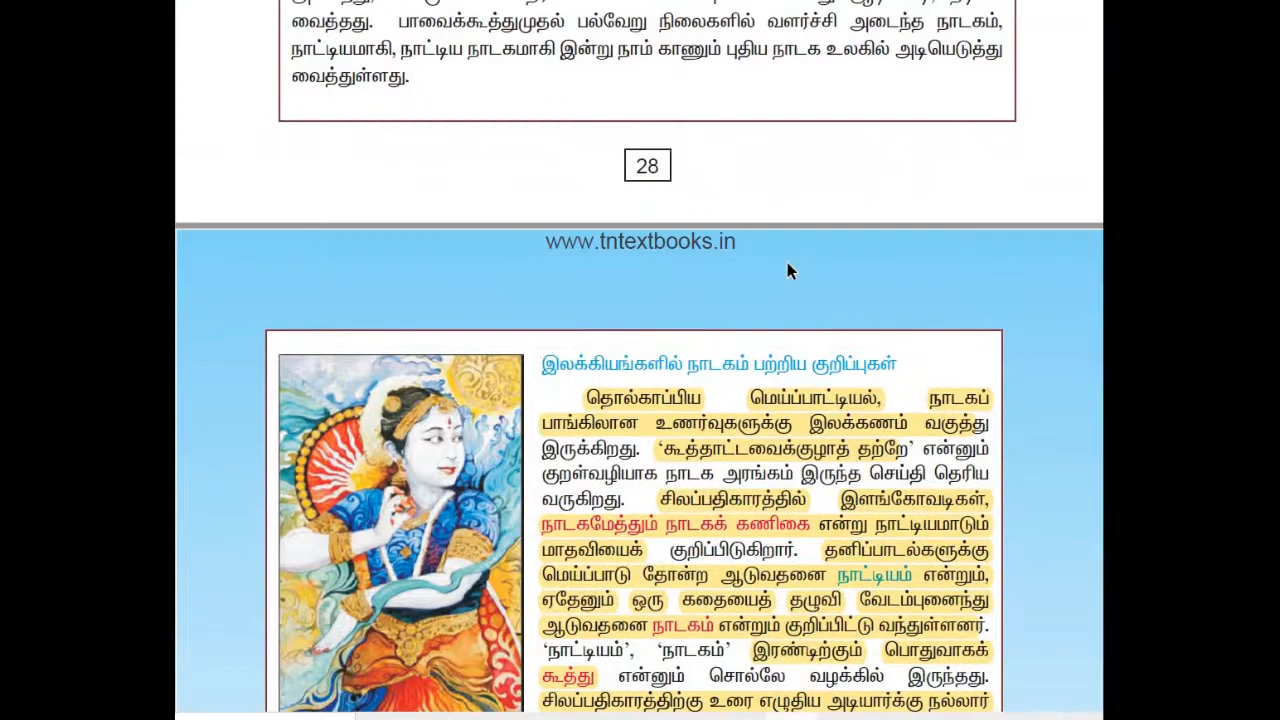 வைத்தது. பாவைக்கூத்துமுதல் பல்வேறு நிலைகளில் வளர்ச்சி அடைந்த நாடகம்,
நாட்டியமாகி, நாட்டிய நாடகமாகி இன்று நாம் காணும் புதிய நாடக உலகில் அடியெடுத்து
வைத்துள்ளது.
28
www.tntextbooks.in
இலக்கியங்களில் நாடகம் பற்றிய குறிப்புகள்
தொல்காப்பிய மெய்ப்பாட்டியல், நாடகப்
பாங்கிலான உணர்வுகளுக்கு இலக்கணம் வகுத்து
இருக்கிறது. ‘கூத்தாட்டவைக்குழாத் தற்றே’ என்னும்
குறள்வழியாக நாடக அரங்கம் இருந்த செய்தி தெரிய
வருகிறது. சிலப்பதிகாரத்தில் இளங்கோவடிகள்,
நாடகமேத்தும் நாடகக் கணிகை என்று நாட்டியமாடும்
மாதவியைக் குறிப்பிடுகிறார். தனிப்பாடல்களுக்கு
மெய்ப்பாடு தோன்ற ஆடுவதனை நாட்டியம் என்றும்,
ஏதேனும் ஒரு கதையைத் தழுவி வேடம்புனைந்து
ஆடுவதனை நாடகம் என்றும் குறிப்பிட்டு வந்துள்ளனர்.
‘நாட்டியம்’, ‘நாடகம்’ இரண்டிற்கும் பொதுவாகக்
கூத்து என்னும் சொல்லே வழக்கில் இருந்தது.
சிலப்பதிகாரத்திற்கு உரை எழுதிய அடியார்க்கு நல்லார்